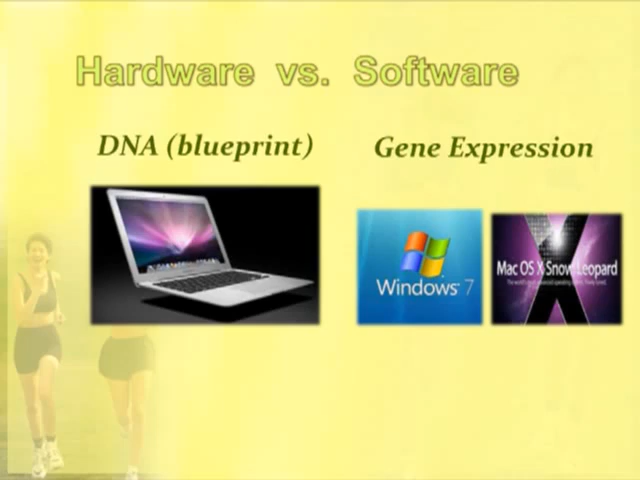 Hardware vs. Software
DNA (blueprint)
Gene Expression
Windows 7
Mac OS X Snow Leopard